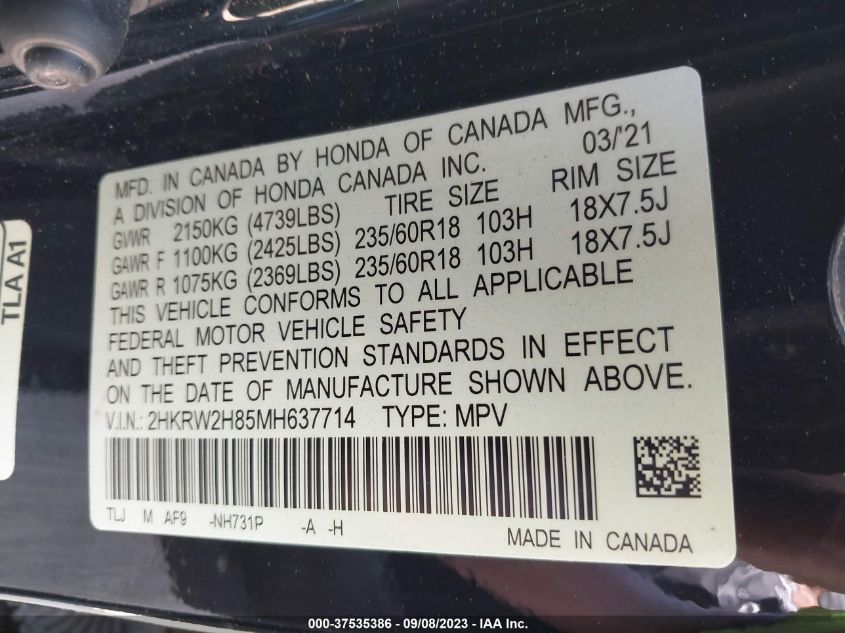 MFD. IN CANADA BY HONDA OF CANADA MFG.,
A DIVISION OF HONDA CANADA INC. 03/'21
GVWR 2150KG (4739LBS) TIRE SIZE RIM SIZE
GAWR F 1100KG (2425LBS) 235/60R18 103H 18X7.5J
GAWR R 1075KG (2369LBS) 235/60R18 103H 18X7.5J
THIS VEHICLE CONFORMS TO ALL APPLICABLE
FEDERAL MOTOR VEHICLE SAFETY
AND THEFT PREVENTION STANDARDS IN EFFECT
ON THE DATE OF MANUFACTURE SHOWN ABOVE.
V.I.N.: 2HKRW2H85MH637714 TYPE: MPV
TLJ M AF9 -NH731P -A -H
MADE IN CANADA
TLA A1
000-37535386 - 09/08/2023 - IAA Inc.